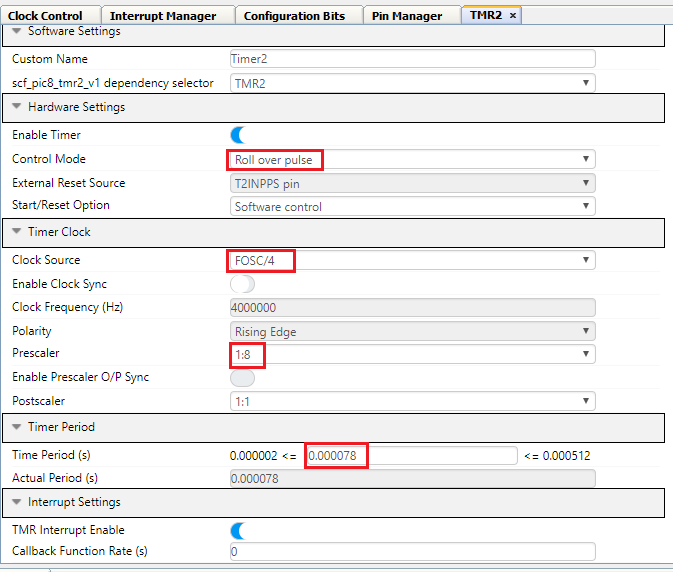 Clock Control Interrupt Manager Configuration Bits Pin Manager TMR2 ×
Software Settings
Custom Name Timer2
scf_pic8_tmr2_v1 dependency selector TMR2
Hardware Settings
Enable Timer
Control Mode Roll over pulse
External Reset Source T2INPPS pin
Start/Reset Option Software control
Timer Clock
Clock Source FOSC/4
Enable Clock Sync
Clock Frequency (Hz) 4000000
Polarity Rising Edge
Prescaler 1:8
Enable Prescaler O/P Sync
Postscaler 1:1
Timer Period
Time Period (s) 0.000002 <= 0.000078 <= 0.000512
Actual Period (s) 0.000078
Interrupt Settings
TMR Interrupt Enable
Callback Function Rate (s) 0